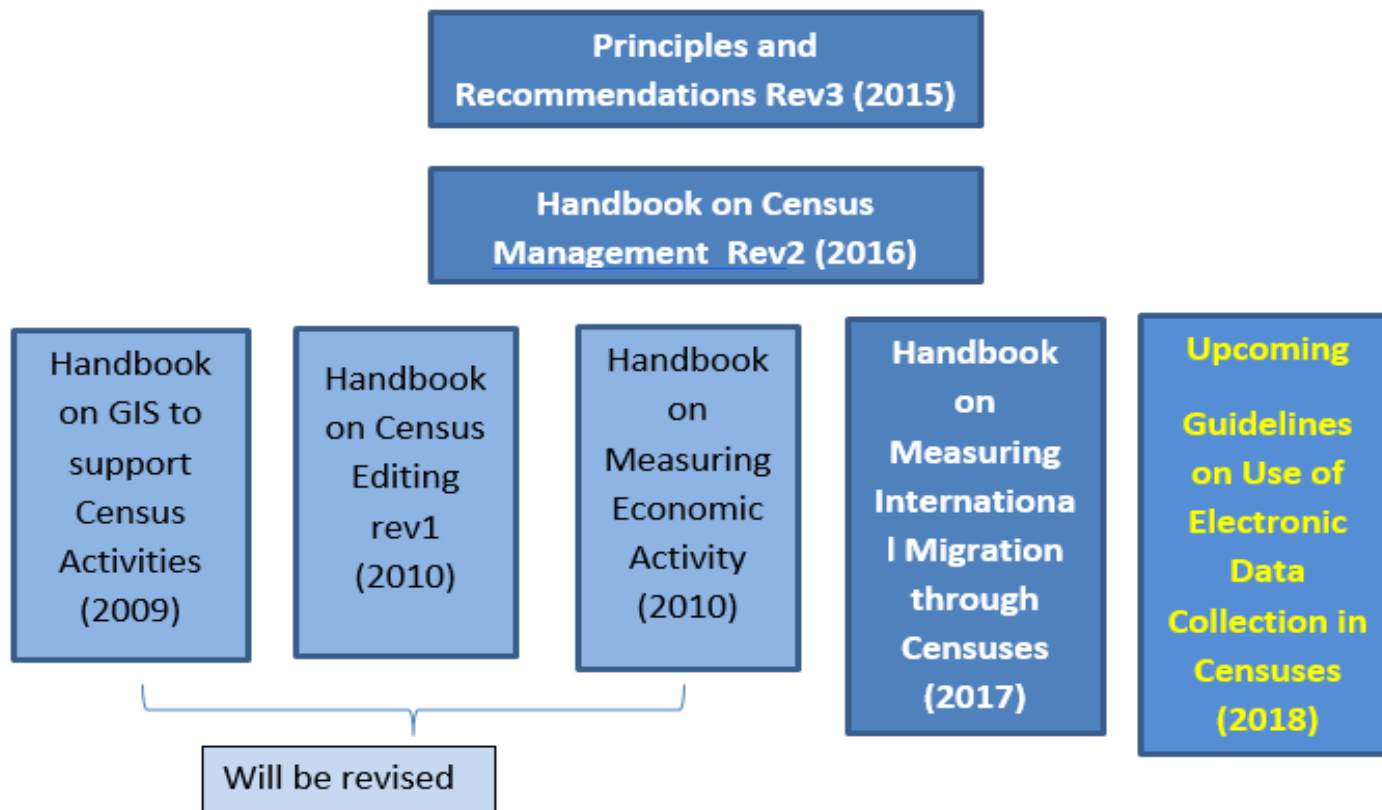 Principles and
Recommendations Rev3 (2015)
Handbook on Census
Management Rev2 (2016)
Handbook
on GIS to
support
Census
Activities
(2009)
Handbook
on Census
Editing
rev1
(2010)
Handbook
on
Measuring
Economic
Activity
(2010)
Handbook
on
Measuring
Internationa
l Migration
through
Censuses
(2017)
Upcoming
Guidelines
on Use of
Electronic
Data
Collection in
Censuses
(2018)
Will be revised